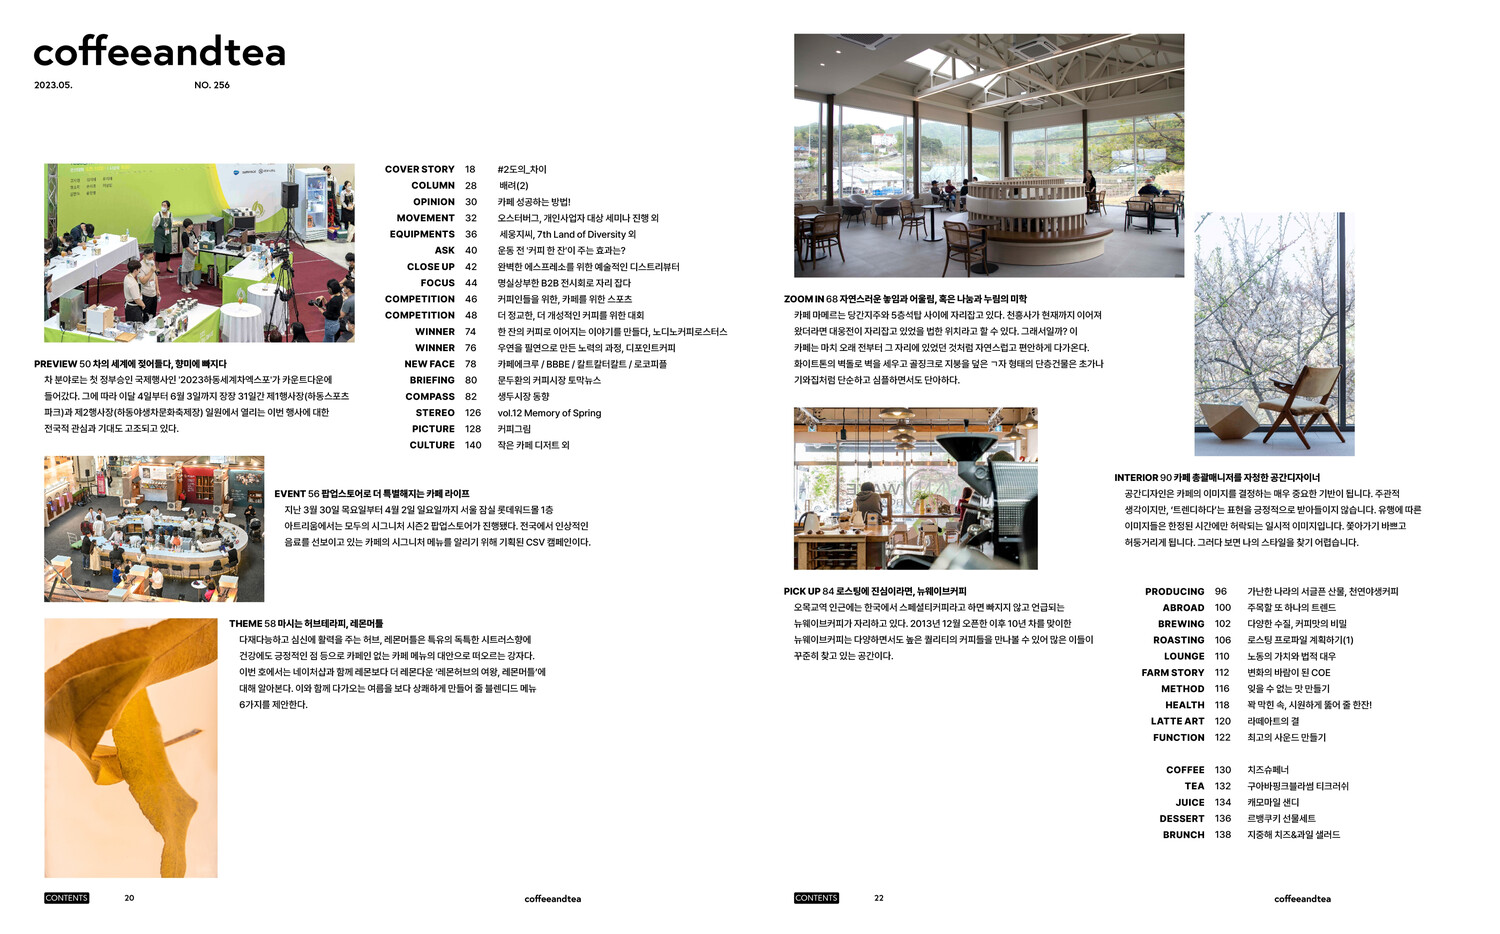 coffeeandtea
2023.05. NO. 256
COVER STORY 18 #2도의_차이
COLUMN 28 배려(2)
OPINION 30 카페 성공하는 방법!
MOVEMENT 32 오스터버그, 개인사업자 대상 세미나 진행 외
EQUIPMENTS 36 세웅지씨, 7th Land of Diversity 외
ASK 40 운동 전 '커피 한 잔'이 주는 효과는?
CLOSE UP 42 완벽한 에스프레소를 위한 예술적인 디스트리뷰터
FOCUS 44 명실상부한 B2B 전시회로 자리 잡다
COMPETITION 46 커피인들을 위한, 카페를 위한 스포츠
COMPETITION 48 더 정교한, 더 개성적인 커피를 위한 대회
WINNER 74 한 잔의 커피로 이어지는 이야기를 만들다, 노디노커피로스터스
WINNER 76 우연을 필연으로 만든 노력의 과정, 디포인트커피
NEW FACE 78 카페에크루 / BBBE / 칼트칼터칼트 / 로코피플
BRIEFING 80 문두환의 커피시장 토막뉴스
COMPASS 82 생두시장 동향
STEREO 126 vol.12 Memory of Spring
PICTURE 128 커피그림
CULTURE 140 작은 카페 디저트 외
PREVIEW 50 차의 세계에 젖어들다, 향미에 빠지다
차 분야로는 첫 정부승인 국제행사인 '2023하동세계차엑스포'가 카운트다운에
들어갔다. 그에 따라 이달 4일부터 6월 3일까지 장장 31일간 제1행사장(하동스포츠
파크)과 제2행사장(하동야생차문화축제장) 일원에서 열리는 이번 행사에 대한
전국적 관심과 기대도 고조되고 있다.
EVENT 56 팝업스토어로 더 특별해지는 카페 라이프
지난 3월 30일 목요일부터 4월 2일 일요일까지 서울 잠실 롯데워드몰 1층
아트리움에서는 모두의 시그니처 시즌2 팝업스토어가 진행됐다. 전국에서 인상적인
음료를 선보이고 있는 카페의 시그니처 메뉴를 알리기 위해 기획된 CSV 캠페인이다.
THEME 58 마시는 허브테라피, 레몬머틀
다재다능하고 심신에 활력을 주는 허브, 레몬머틀은 특유의 독특한 시트러스향에
건강에도 긍정적인 점 등으로 카페인 없는 카페 메뉴의 대안으로 떠오르는 강자다.
이번 호에서는 네이처샵과 함께 레몬보다 더 레몬다운 '레몬허브의 여왕, 레몬머틀'에
대해 알아본다. 이와 함께 다가오는 여름을 보다 상쾌하게 만들어 줄 블렌디드 메뉴
6가지를 제안한다.
CONTENTS 20 coffeeandtea
ZOOM IN 68 자연스러운 놓임과 어울림, 혹은 나눔과 누림의 미학
카페 마메르는 당간지주와 5층석탑 사이에 자리잡고 있다. 천흥사가 현재까지 이어져
왔더라면 대웅전이 자리잡고 있었을 법한 위치라고 할 수 있다. 그래서일까? 이
카페는 마치 오래 전부터 그 자리에 있었던 것처럼 자연스럽고 편안하게 다가온다.
화이트톤의 벽돌로 벽을 세우고 골징크로 지붕을 덮은 ㄱ자 형태의 단층건물은 초가나
기와집처럼 단순하고 심플하면서도 단아하다.
PICK UP 84 로스팅에 진심이라면, 뉴웨이브커피
오목교역 인근에는 한국에서 스페셜티커피라고 하면 빠지지 않고 언급되는
뉴웨이브커피가 자리하고 있다. 2013년 12월 오픈한 이후 10년 차를 맞이한
뉴웨이브커피는 다양하면서도 높은 퀄리티의 커피들을 만나볼 수 있어 많은 이들이
꾸준히 찾고 있는 공간이다.
INTERIOR 90 카페 총괄매니저를 자청한 공간디자이너
공간디자인은 카페의 이미지를 결정하는 매우 중요한 기반이 됩니다. 주관적
생각이지만, '트렌디하다'는 표현을 긍정적으로 받아들이지 않습니다. 유행에 따른
이미지들은 한정된 시간에만 허락되는 일시적 이미지입니다. 쫓아가기 바쁘고
허둥거리게 됩니다. 그러다 보면 나의 스타일을 찾기 어렵습니다.
PRODUCING 96 가난한 나라의 서글픈 산물, 천연야생커피
ABROAD 100 주목할 또 하나의 트렌드
BREWING 102 다양한 수질, 커피맛의 비밀
ROASTING 106 로스팅 프로파일 계획하기(1)
LOUNGE 110 노동의 가치와 법적 대우
FARM STORY 112 변화의 바람이 된 COE
METHOD 116 잊을 수 없는 맛 만들기
HEALTH 118 꽉 막힌 속, 시원하게 뚫어 줄 한잔!
LATTE ART 120 라떼아트의 결
FUNCTION 122 최고의 사운드 만들기
COFFEE 130 치즈슈페너
TEA 132 구아바핑크블라썸 티크러쉬
JUICE 134 캐모마일 샌디
DESSERT 136 르뱅쿠키 선물세트
BRUNCH 138 지중해 치즈&과일 샐러드
CONTENTS 22 coffeeandtea